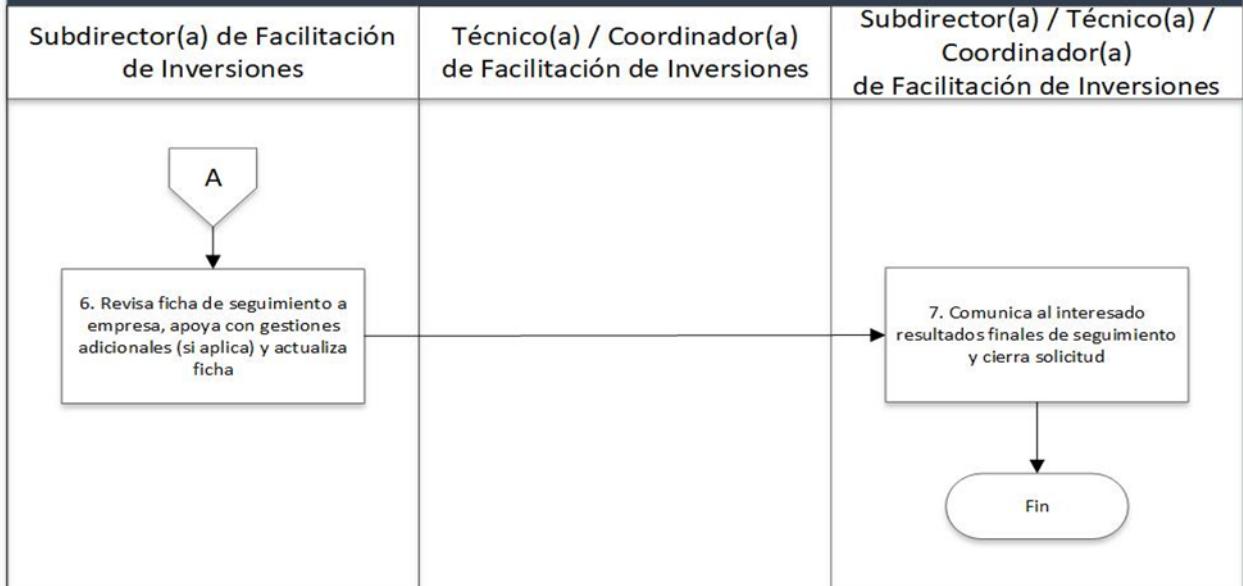 Subdirector(a) de Facilitación
de Inversiones
Técnico(a) / Coordinador(a)
de Facilitación de Inversiones
Subdirector(a) / Técnico(a) /
Coordinador(a)
de Facilitación de Inversiones
A
6. Revisa ficha de seguimiento a
empresa, apoya con gestiones
adicionales (si aplica) y actualiza
ficha
7. Comunica al interesado
resultados finales de seguimiento
y cierra solicitud
Fin